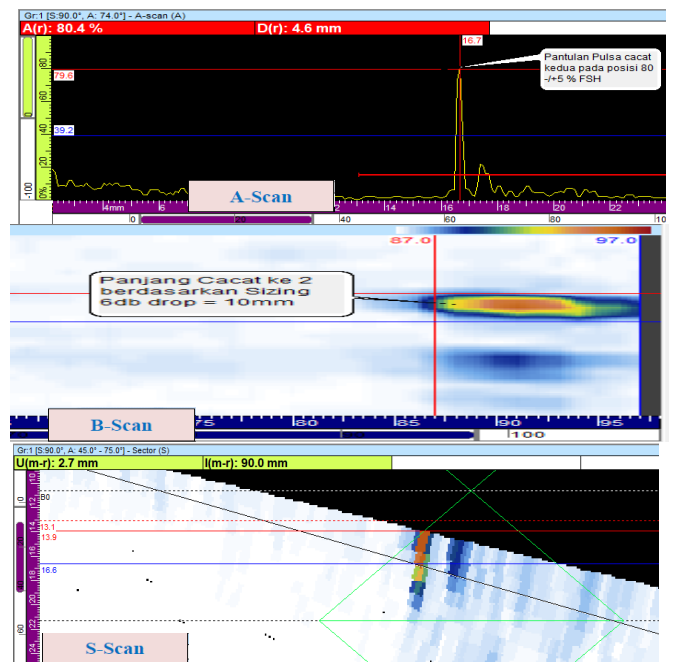 Gr:1 [S:90.0°, A: 74.0°] - A-scan (A)
A(r): 80.4 % D(r): 4.6 mm
16.7
Pantulan Pulsa cacat
kedua pada posisi 80
-/+5 % FSH
79.6
39.2
A-Scan
87.0 97.0
Panjang Cacat ke 2
berdasarkan Sizing
6db drop = 10mm
B-Scan
75 80 85 90 95
100
Gr:1 [S:90.0°, A: 45.0° - 75.0°] - Sector (S)
U(m-r): 2.7 mm I(m-r): 90.0 mm
B0
13.1
13.9
16.6
S-Scan